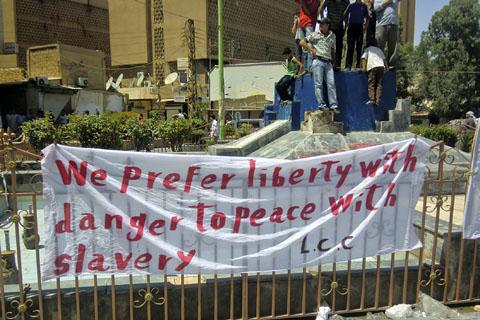 We prefer liberty with
danger to peace with
slavery L.C.C